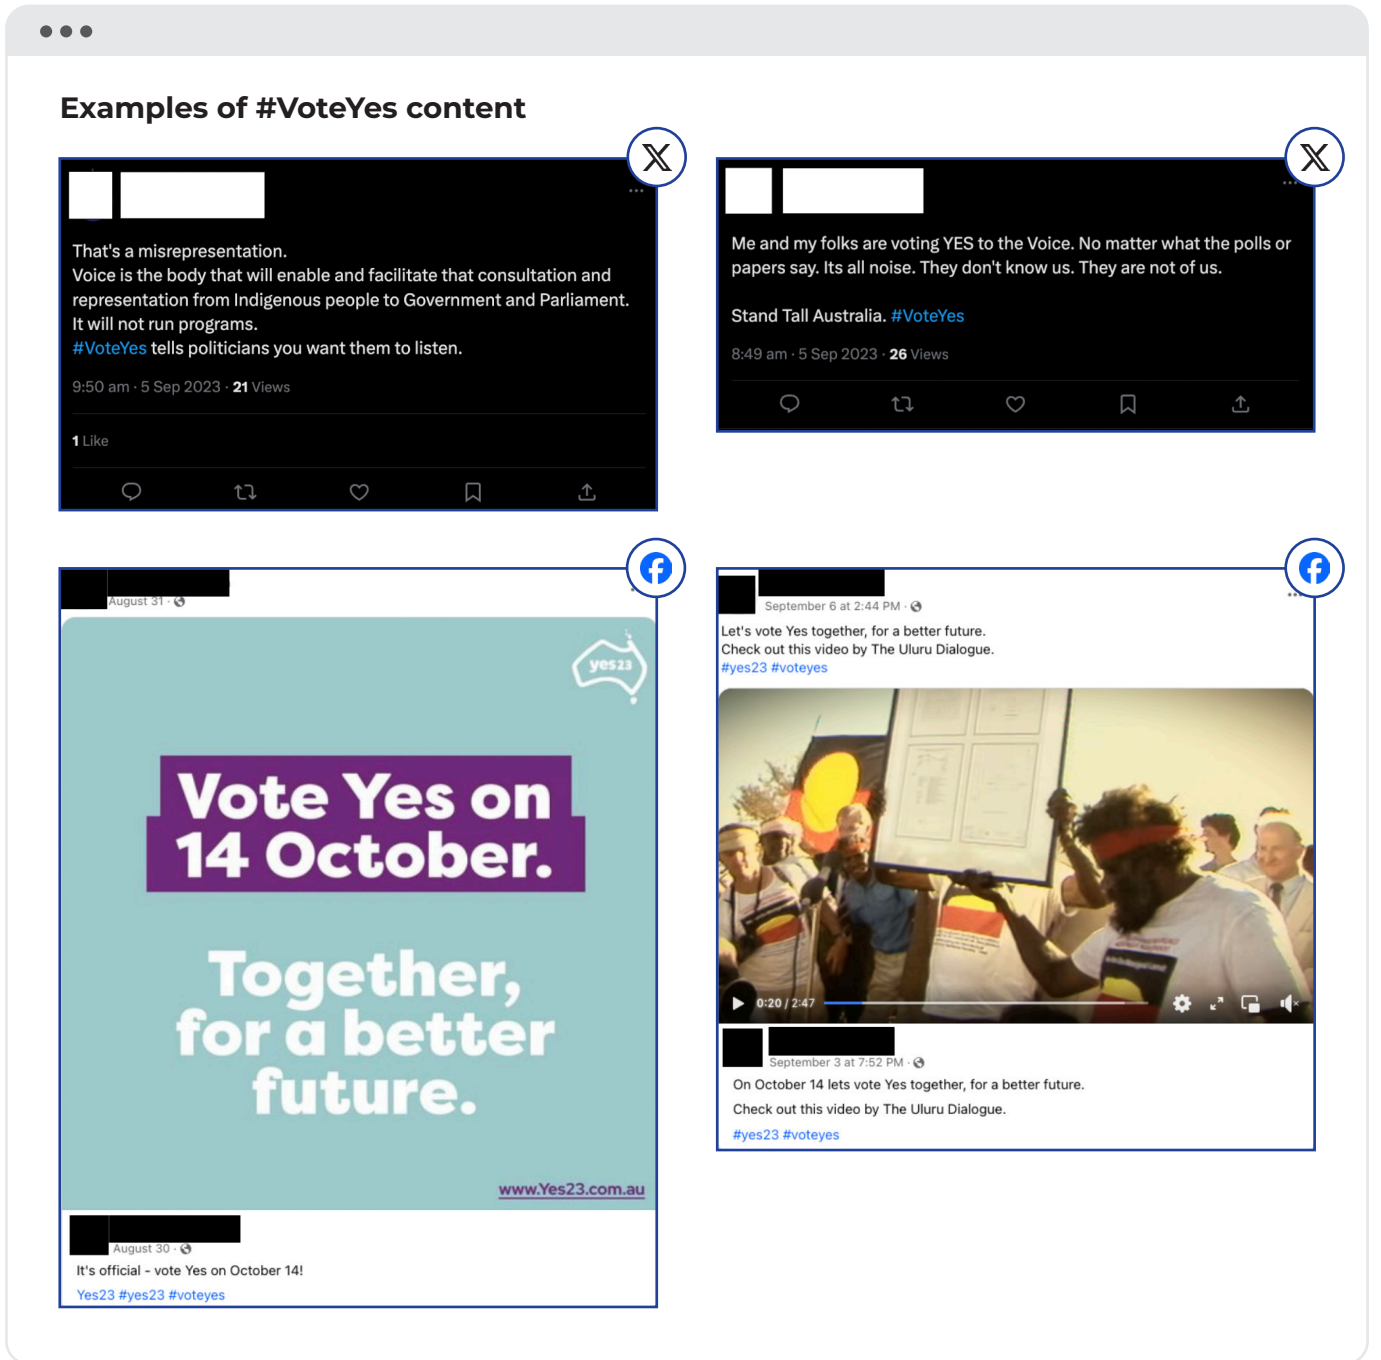 Examples of #VoteYes content
That's a misrepresentation.
Voice is the body that will enable and facilitate that consultation and
representation from Indigenous people to Government and Parliament.
It will not run programs.
#VoteYes tells politicians you want them to listen.
9:50 am · 5 Sep 2023 · 21 Views
1 Like
Me and my folks are voting YES to the Voice. No matter what the polls or
papers say. Its all noise. They don't know us. They are not of us.
Stand Tall Australia. #VoteYes
8:49 am · 5 Sep 2023 · 26 Views
August 31 ·
yes23
Vote Yes on
14 October.
Together,
for a better
future.
www.Yes23.com.au
August 30 ·
It's official - vote Yes on October 14!
Yes23 #yes23 #voteyes
September 6 at 2:44 PM ·
Let's vote Yes together, for a better future.
Check out this video by The Uluru Dialogue.
#yes23 #voteyes
0:20 / 2:47
September 3 at 7:52 PM ·
On October 14 lets vote Yes together, for a better future.
Check out this video by The Uluru Dialogue.
#yes23 #voteyes